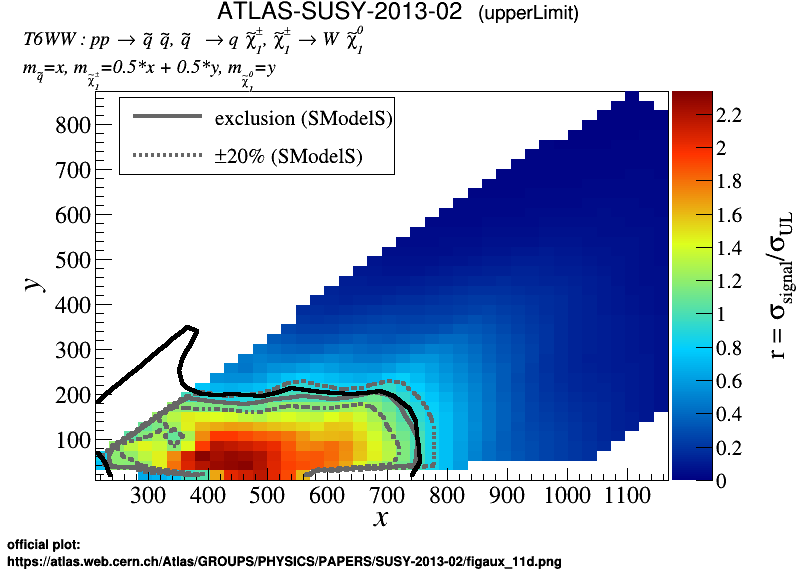 ATLAS-SUSY-2013-02 (upperLimit)
T6WW : pp → q̃ q̃, q̃ → q χ̃₁±, χ̃₁± → W χ̃₁⁰
m_q̃=x, m_χ̃₁±=0.5*x + 0.5*y, m_χ̃₁⁰=y
exclusion (SModelS)
±20% (SModelS)
800
700
600
500
400
300
200
100
y
300 400 500 600 700 800 900 1000 1100
x
2.2
2
1.8
1.6
1.4
1.2
1
0.8
0.6
0.4
0.2
0
r = σ_signal/σ_UL
official plot:
https://atlas.web.cern.ch/Atlas/GROUPS/PHYSICS/PAPERS/SUSY-2013-02/figaux_11d.png